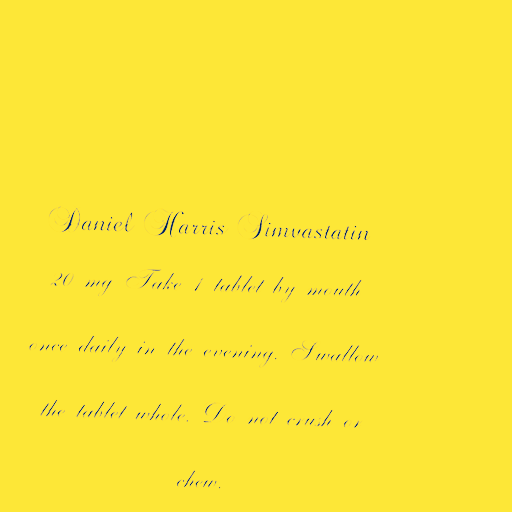 Daniel Harris Simvastatin
20 mg Take 1 tablet by mouth
once daily in the evening. Swallow
the tablet whole. Do not crush or
chew.